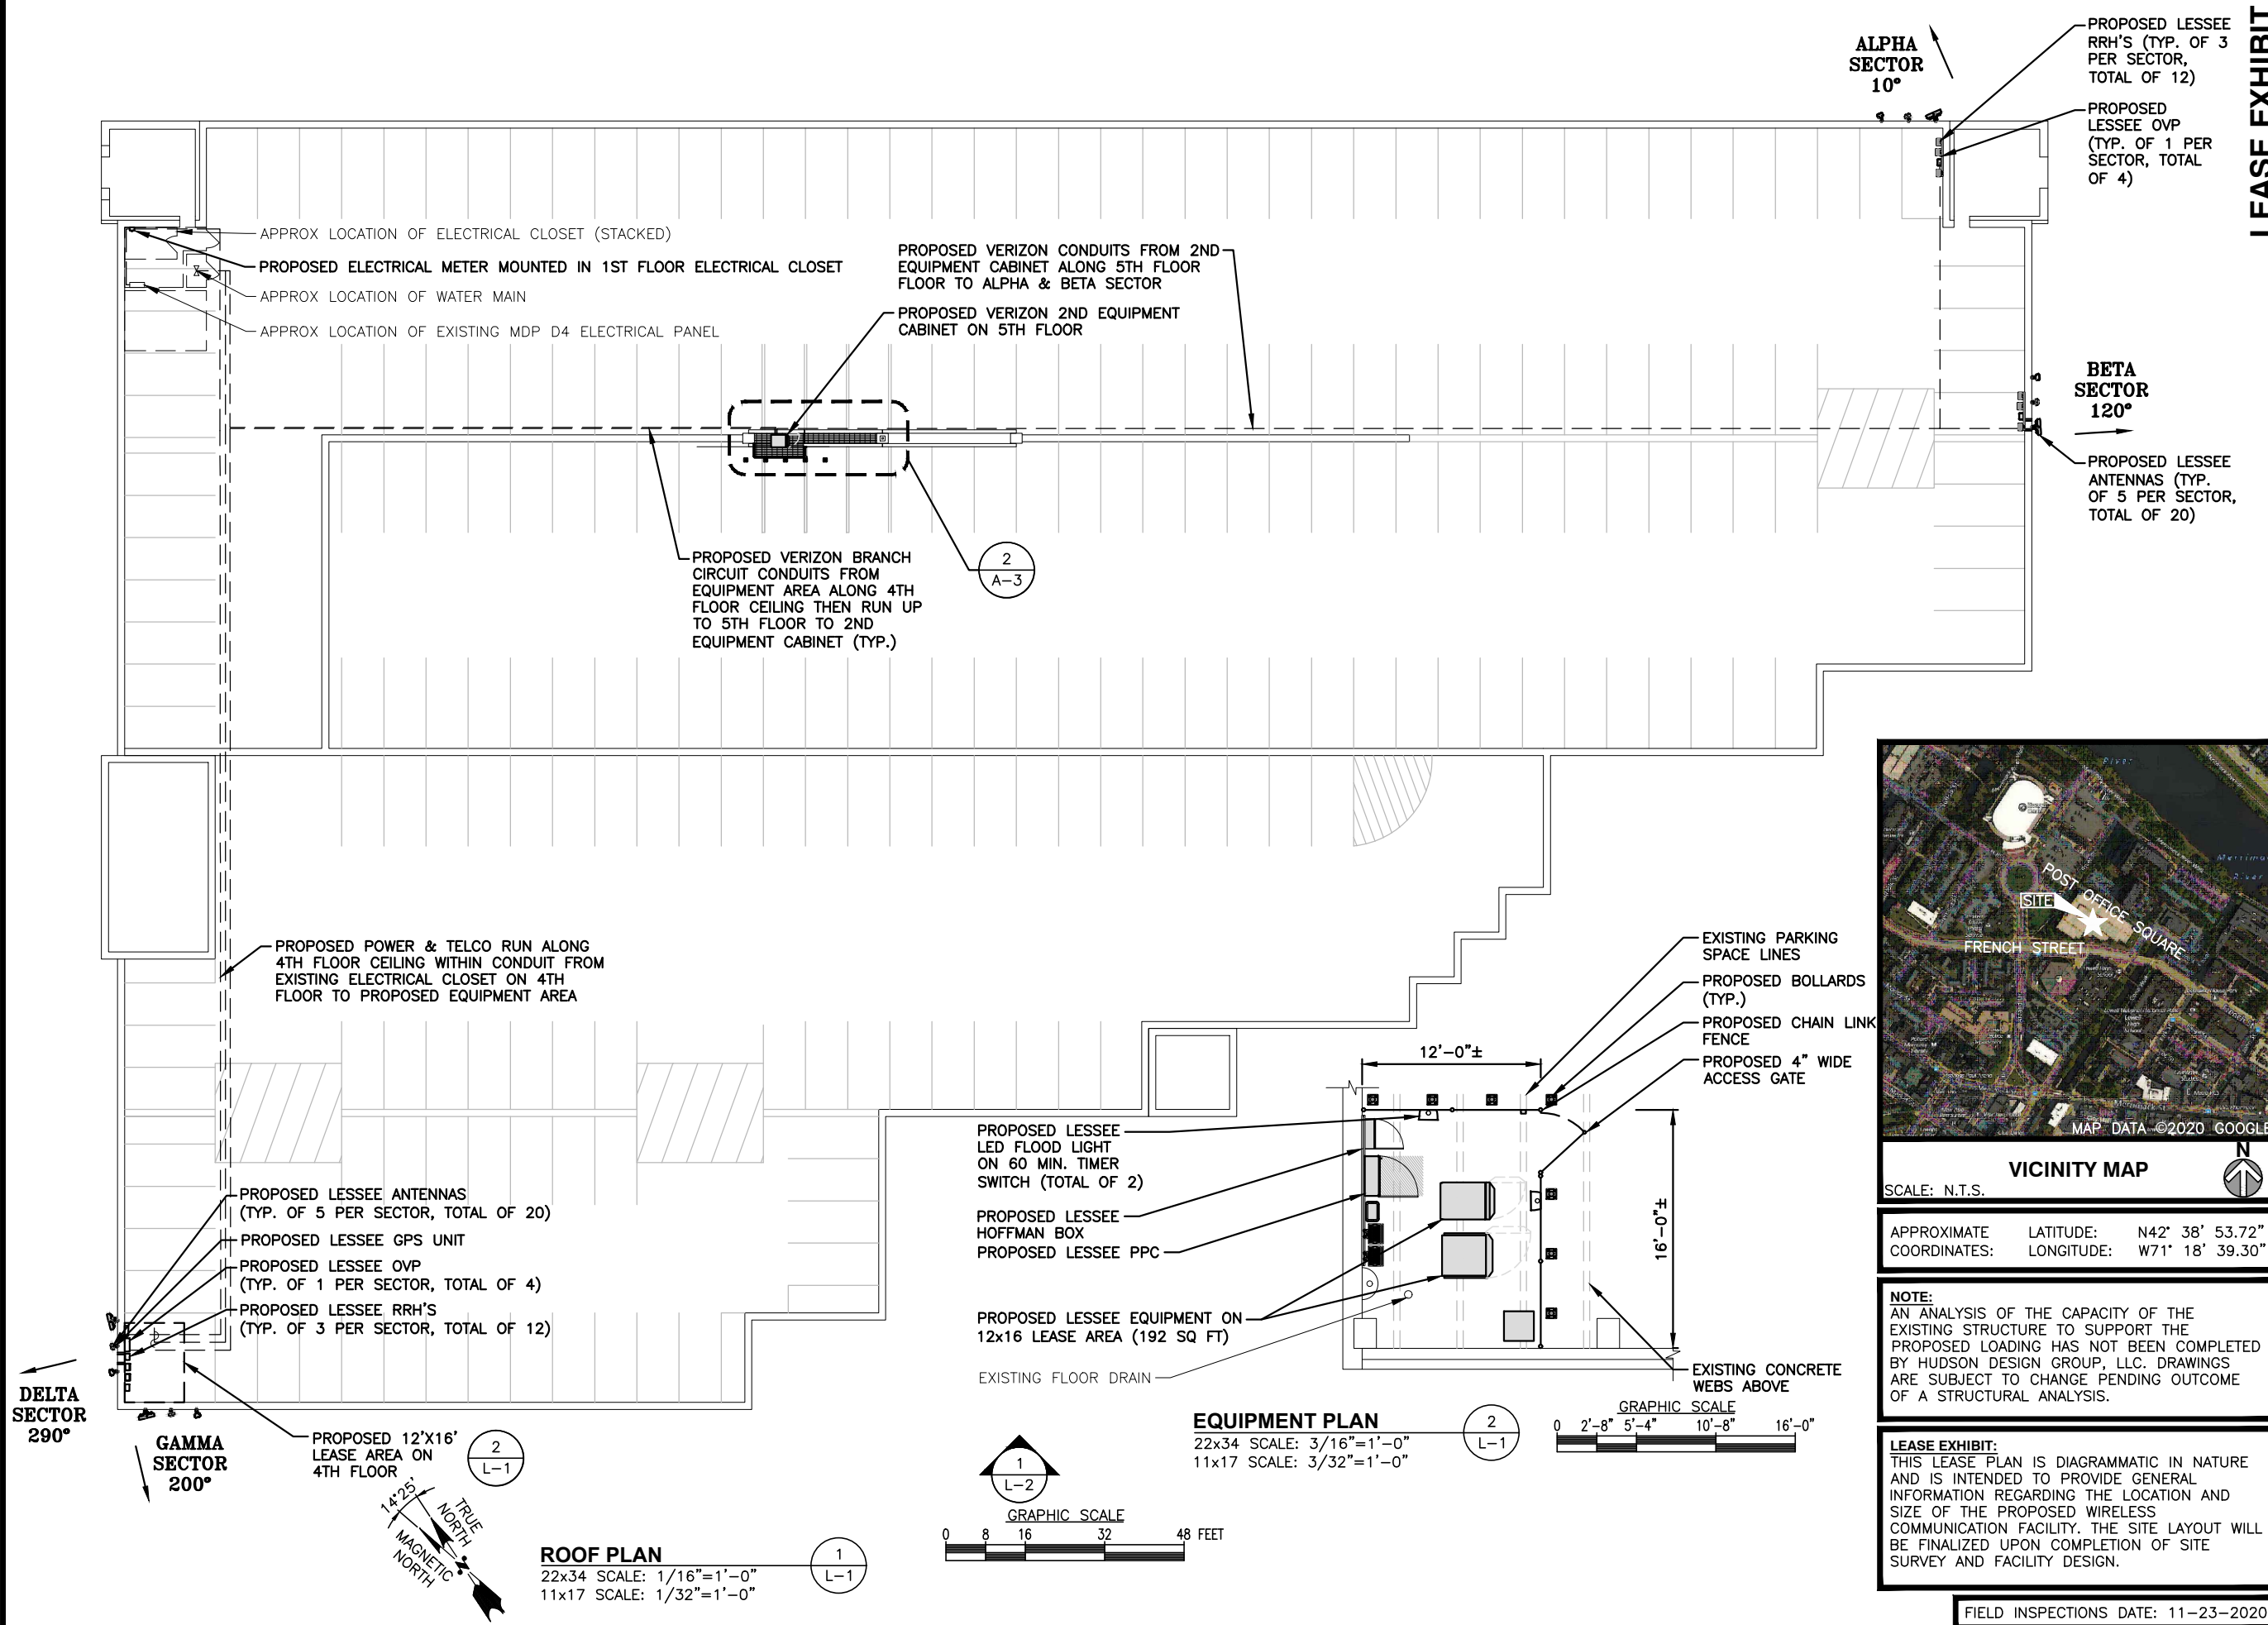 LEASE EXHIBIT
ALPHA
SECTOR
10°
PROPOSED LESSEE
RRH'S (TYP. OF 3
PER SECTOR,
TOTAL OF 12)
PROPOSED
LESSEE OVP
(TYP. OF 1 PER
SECTOR, TOTAL
OF 4)
APPROX LOCATION OF ELECTRICAL CLOSET (STACKED)
PROPOSED ELECTRICAL METER MOUNTED IN 1ST FLOOR ELECTRICAL CLOSET
APPROX LOCATION OF WATER MAIN
APPROX LOCATION OF EXISTING MDP D4 ELECTRICAL PANEL
PROPOSED VERIZON CONDUITS FROM 2ND
EQUIPMENT CABINET ALONG 5TH FLOOR
FLOOR TO ALPHA & BETA SECTOR
PROPOSED VERIZON 2ND EQUIPMENT
CABINET ON 5TH FLOOR
BETA
SECTOR
120°
PROPOSED LESSEE
ANTENNAS (TYP.
OF 5 PER SECTOR,
TOTAL OF 20)
PROPOSED VERIZON BRANCH
CIRCUIT CONDUITS FROM
EQUIPMENT AREA ALONG 4TH
FLOOR CEILING THEN RUN UP
TO 5TH FLOOR TO 2ND
EQUIPMENT CABINET (TYP.)
2
A-3
PROPOSED POWER & TELCO RUN ALONG
4TH FLOOR CEILING WITHIN CONDUIT FROM
EXISTING ELECTRICAL CLOSET ON 4TH
FLOOR TO PROPOSED EQUIPMENT AREA
PROPOSED LESSEE ANTENNAS
(TYP. OF 5 PER SECTOR, TOTAL OF 20)
PROPOSED LESSEE GPS UNIT
PROPOSED LESSEE OVP
(TYP. OF 1 PER SECTOR, TOTAL OF 4)
PROPOSED LESSEE RRH'S
(TYP. OF 3 PER SECTOR, TOTAL OF 12)
DELTA
SECTOR
290°
GAMMA
SECTOR
200°
PROPOSED 12'X16'
LEASE AREA ON
4TH FLOOR
2
L-1
14°25'
TRUE
NORTH
MAGNETIC
NORTH
ROOF PLAN
22x34 SCALE: 1/16"=1'-0"
11x17 SCALE: 1/32"=1'-0"
1
L-1
1
L-2
GRAPHIC SCALE
0 8 16 32 48 FEET
EXISTING PARKING
SPACE LINES
PROPOSED BOLLARDS
(TYP.)
PROPOSED CHAIN LINK
FENCE
PROPOSED 4" WIDE
ACCESS GATE
12'-0"±
16'-0"±
PROPOSED LESSEE
LED FLOOD LIGHT
ON 60 MIN. TIMER
SWITCH (TOTAL OF 2)
PROPOSED LESSEE
HOFFMAN BOX
PROPOSED LESSEE PPC
PROPOSED LESSEE EQUIPMENT ON
12x16 LEASE AREA (192 SQ FT)
EXISTING FLOOR DRAIN
EXISTING CONCRETE
WEBS ABOVE
EQUIPMENT PLAN
22x34 SCALE: 3/16"=1'-0"
11x17 SCALE: 3/32"=1'-0"
2
L-1
GRAPHIC SCALE
0 2'-8" 5'-4" 10'-8" 16'-0"
River
POST OFFICE SQUARE
SITE
FRENCH STREET
MAP DATA ©2020 GOOGLE
VICINITY MAP
N
SCALE: N.T.S.
APPROXIMATE LATITUDE: N42° 38' 53.72"
COORDINATES: LONGITUDE: W71° 18' 39.30"
NOTE:
AN ANALYSIS OF THE CAPACITY OF THE
EXISTING STRUCTURE TO SUPPORT THE
PROPOSED LOADING HAS NOT BEEN COMPLETED
BY HUDSON DESIGN GROUP, LLC. DRAWINGS
ARE SUBJECT TO CHANGE PENDING OUTCOME
OF A STRUCTURAL ANALYSIS.
LEASE EXHIBIT:
THIS LEASE PLAN IS DIAGRAMMATIC IN NATURE
AND IS INTENDED TO PROVIDE GENERAL
INFORMATION REGARDING THE LOCATION AND
SIZE OF THE PROPOSED WIRELESS
COMMUNICATION FACILITY. THE SITE LAYOUT WILL
BE FINALIZED UPON COMPLETION OF SITE
SURVEY AND FACILITY DESIGN.
FIELD INSPECTIONS DATE: 11-23-2020